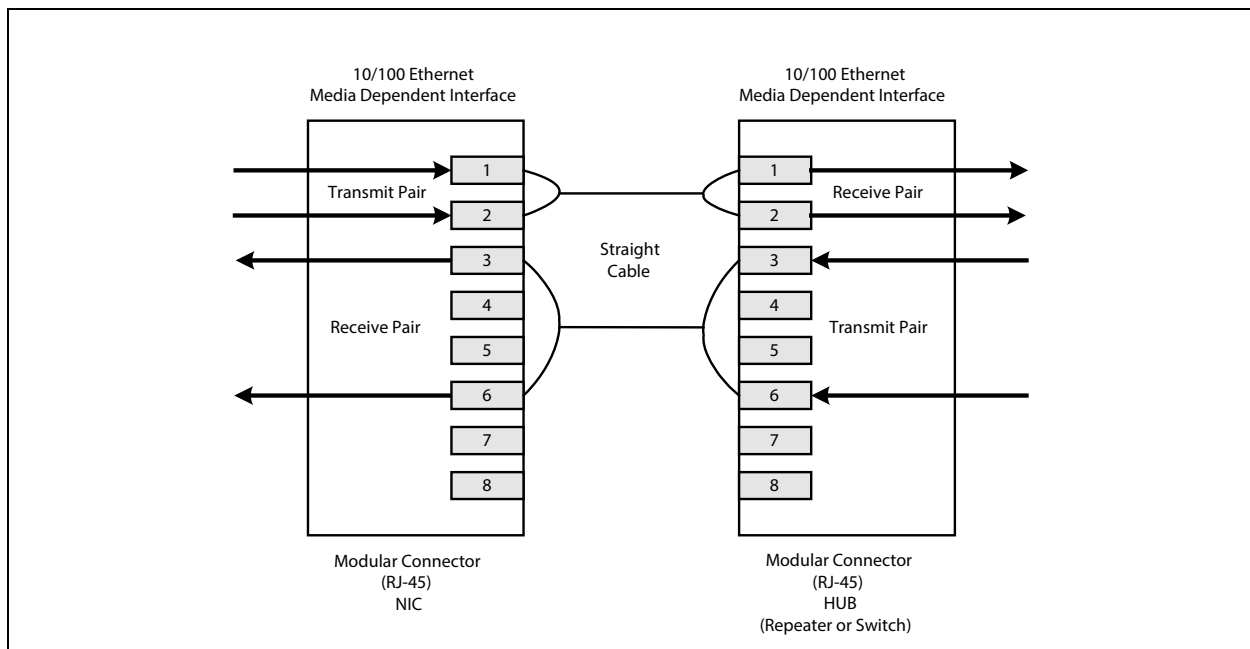 10/100 Ethernet
Media Dependent Interface
1
Transmit Pair
2
3
4
Receive Pair
5
6
7
8
Modular Connector
(RJ-45)
NIC
Straight
Cable
10/100 Ethernet
Media Dependent Interface
1
Receive Pair
2
3
4
Transmit Pair
5
6
7
8
Modular Connector
(RJ-45)
HUB
(Repeater or Switch)